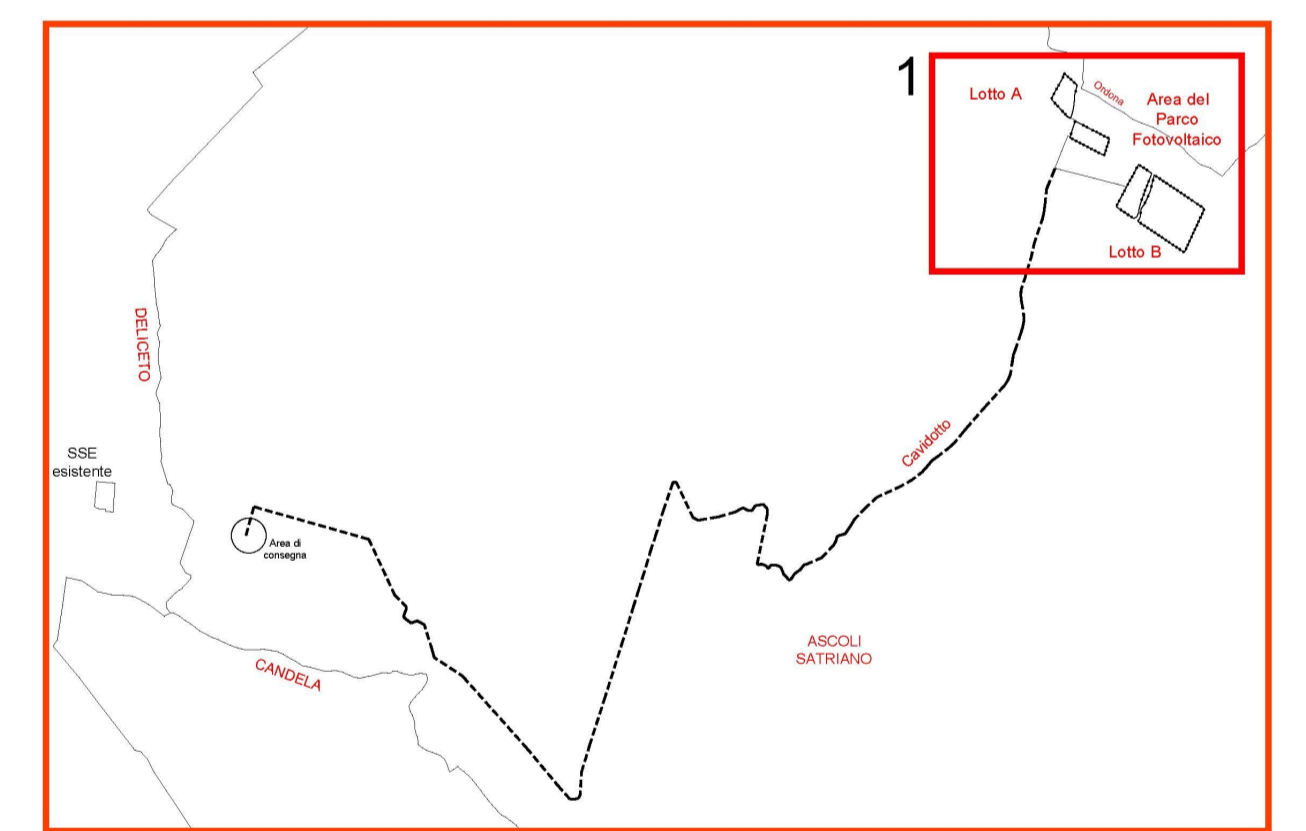 1
Lotto A
Ordona
Area del
Parco
Fotovoltaico
Lotto B
DELICETO
Cavidotto
SSE
esistente
Area di
consegna
ASCOLI
SATRIANO
CANDELA